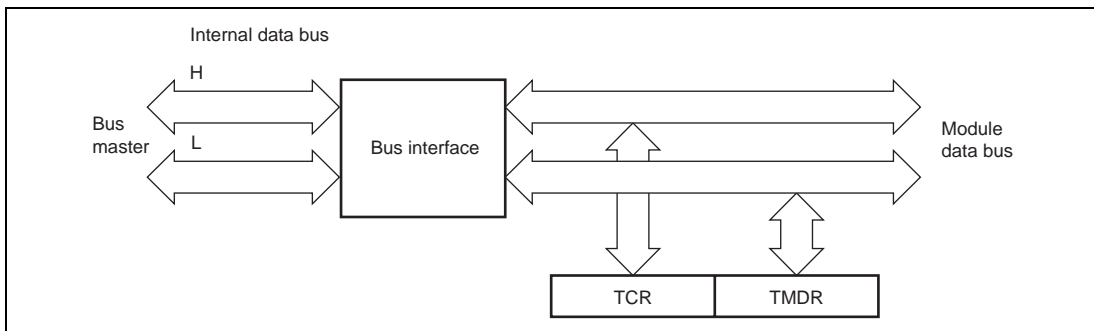 Internal data bus
H
Bus
master
L
Bus interface
Module
data bus
TCR
TMDR